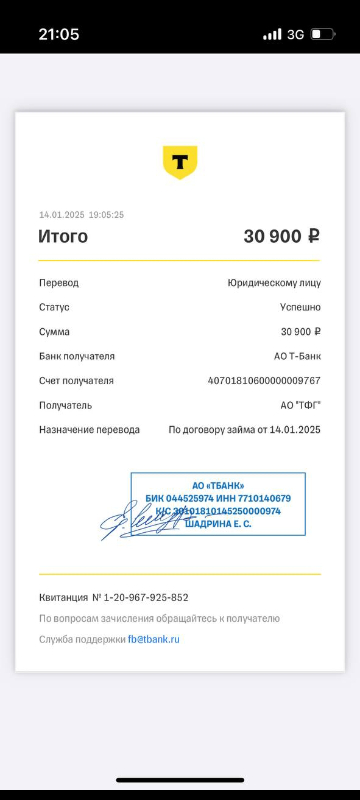 21:05
3G
Т
14.01.2025 19:05:25
Итого 30 900 ₽
Перевод Юридическому лицу
Статус Успешно
Сумма 30 900 ₽
Банк получателя АО Т-Банк
Счет получателя 40701810600000009767
Получатель АО "ТФГ"
Назначение перевода По договору займа от 14.01.2025
АО «ТБАНК»
БИК 044525974 ИНН 7710140679
К/С 30101810145250000974
ШАДРИНА Е. С.
Квитанция № 1-20-967-925-852
По вопросам зачисления обращайтесь к получателю
Служба поддержки fb@tbank.ru